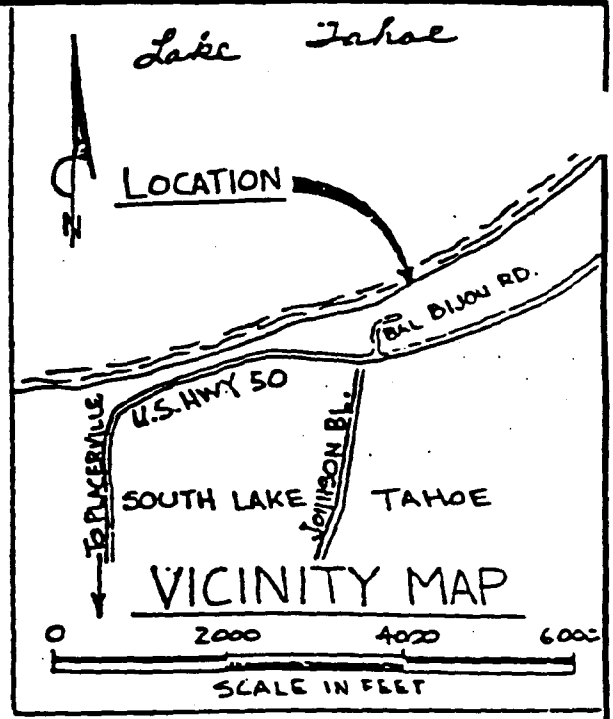 Lake Tahoe
LOCATION
N
BAL BIJOU RD.
U.S. HWY 50
TO PLACERVILLE
JOHNSON BL.
SOUTH LAKE TAHOE
VICINITY MAP
0 2000 4000 6000
SCALE IN FEET